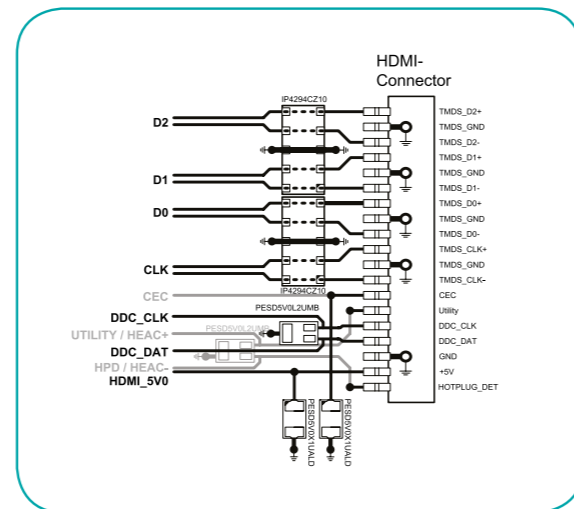 HDMI-
Connector
IP4294CZ10
D2
D1
D0
CLK
IP4294CZ10
CEC
DDC_CLK
PESD5V0L2UMB
UTILITY / HEAC+
PESD5V0L2UMB
DDC_DAT
HPD / HEAC-
HDMI_5V0
PESD5V0X1UALD
PESD5V0X1UALD
TMDS_D2+
TMDS_GND
TMDS_D2-
TMDS_D1+
TMDS_GND
TMDS_D1-
TMDS_D0+
TMDS_GND
TMDS_D0-
TMDS_CLK+
TMDS_GND
TMDS_CLK-
CEC
Utility
DDC_CLK
DDC_DAT
GND
+5V
HOTPLUG_DET